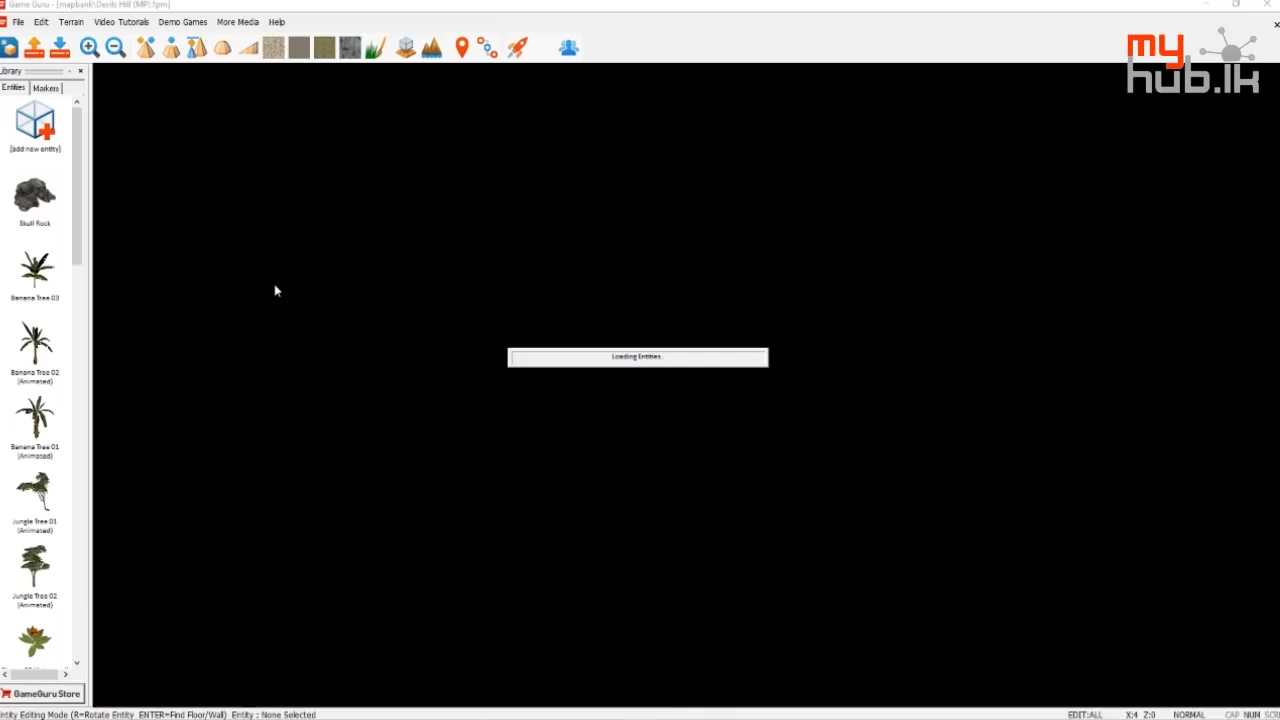 Game Guru - [mapbank\Devils Hill (MP).fpm]
File Edit Terrain Video Tutorials Demo Games More Media Help
my
hub.lk
Library
Entities Markers
[add new entity]
Skull Rock
Banana Tree 03
Banana Tree 02
(Animated)
Banana Tree 01
(Animated)
Jungle Tree 01
(Animated)
Jungle Tree 02
(Animated)
Loading Entities.
GameGuru Store
Entity Editing Mode (R=Rotate Entity ENTER=Find Floor/Wall) Entity : None Selected
EDIT:ALL X:4 Z:0 NORMAL CAP NUM SCR